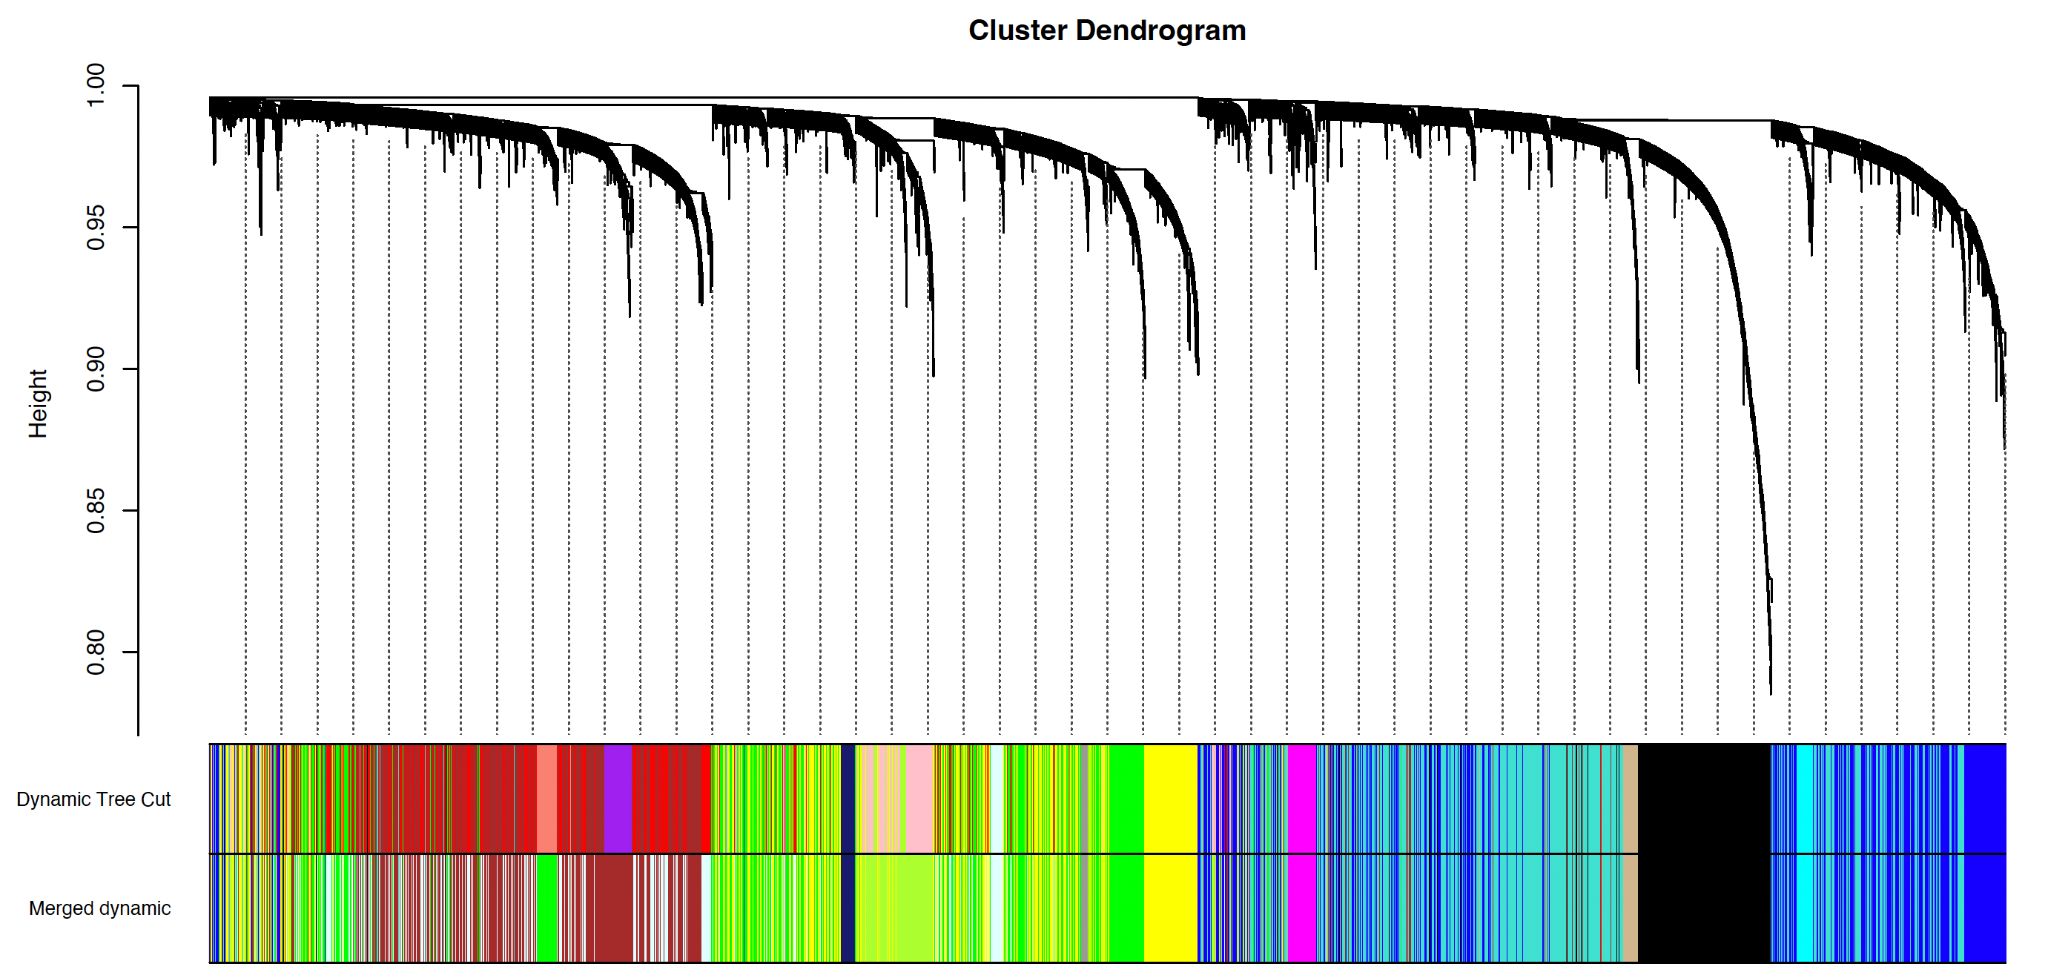 Cluster Dendrogram
Height
1.00
0.95
0.90
0.85
0.80
Dynamic Tree Cut
Merged dynamic